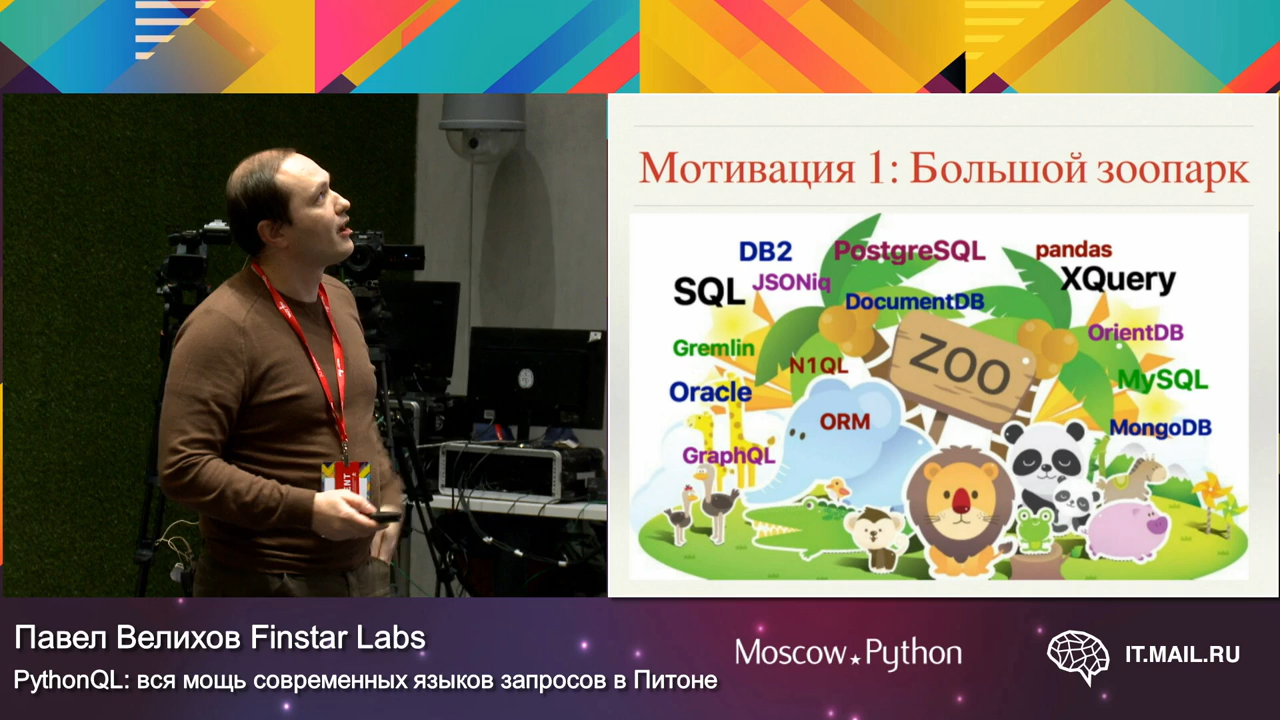 Мотивация 1: Большой зоопарк
DB2
PostgreSQL
pandas
SQL
JSONiq
XQuery
DocumentDB
OrientDB
Gremlin
N1QL
ZOO
MySQL
Oracle
ORM
MongoDB
GraphQL
Павел Велихов Finstar Labs
PythonQL: вся мощь современных языков запросов в Питоне
Moscow Python
IT.MAIL.RU